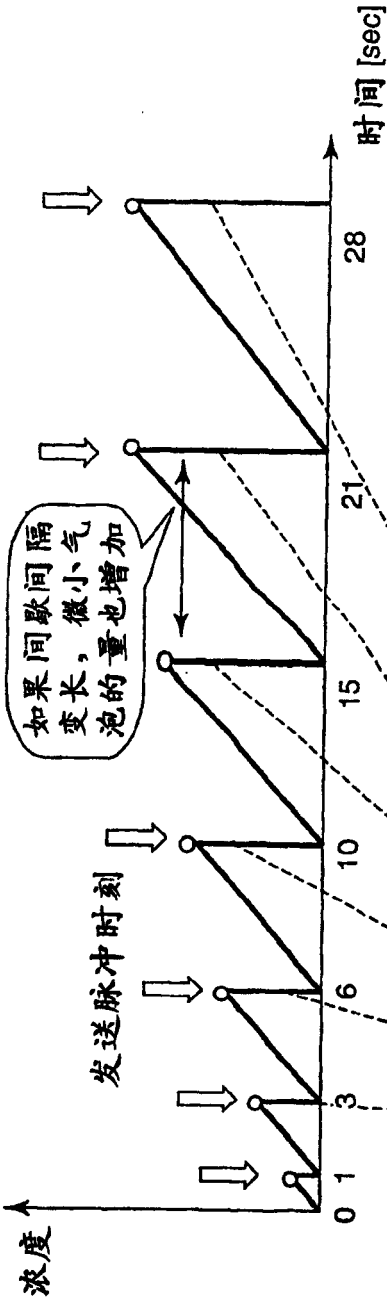 浓度
如果间歇间隔
变长，微小气
泡的量也增加
发送脉冲时刻
0 1 3 6 10 15 21 28
时间 [sec]